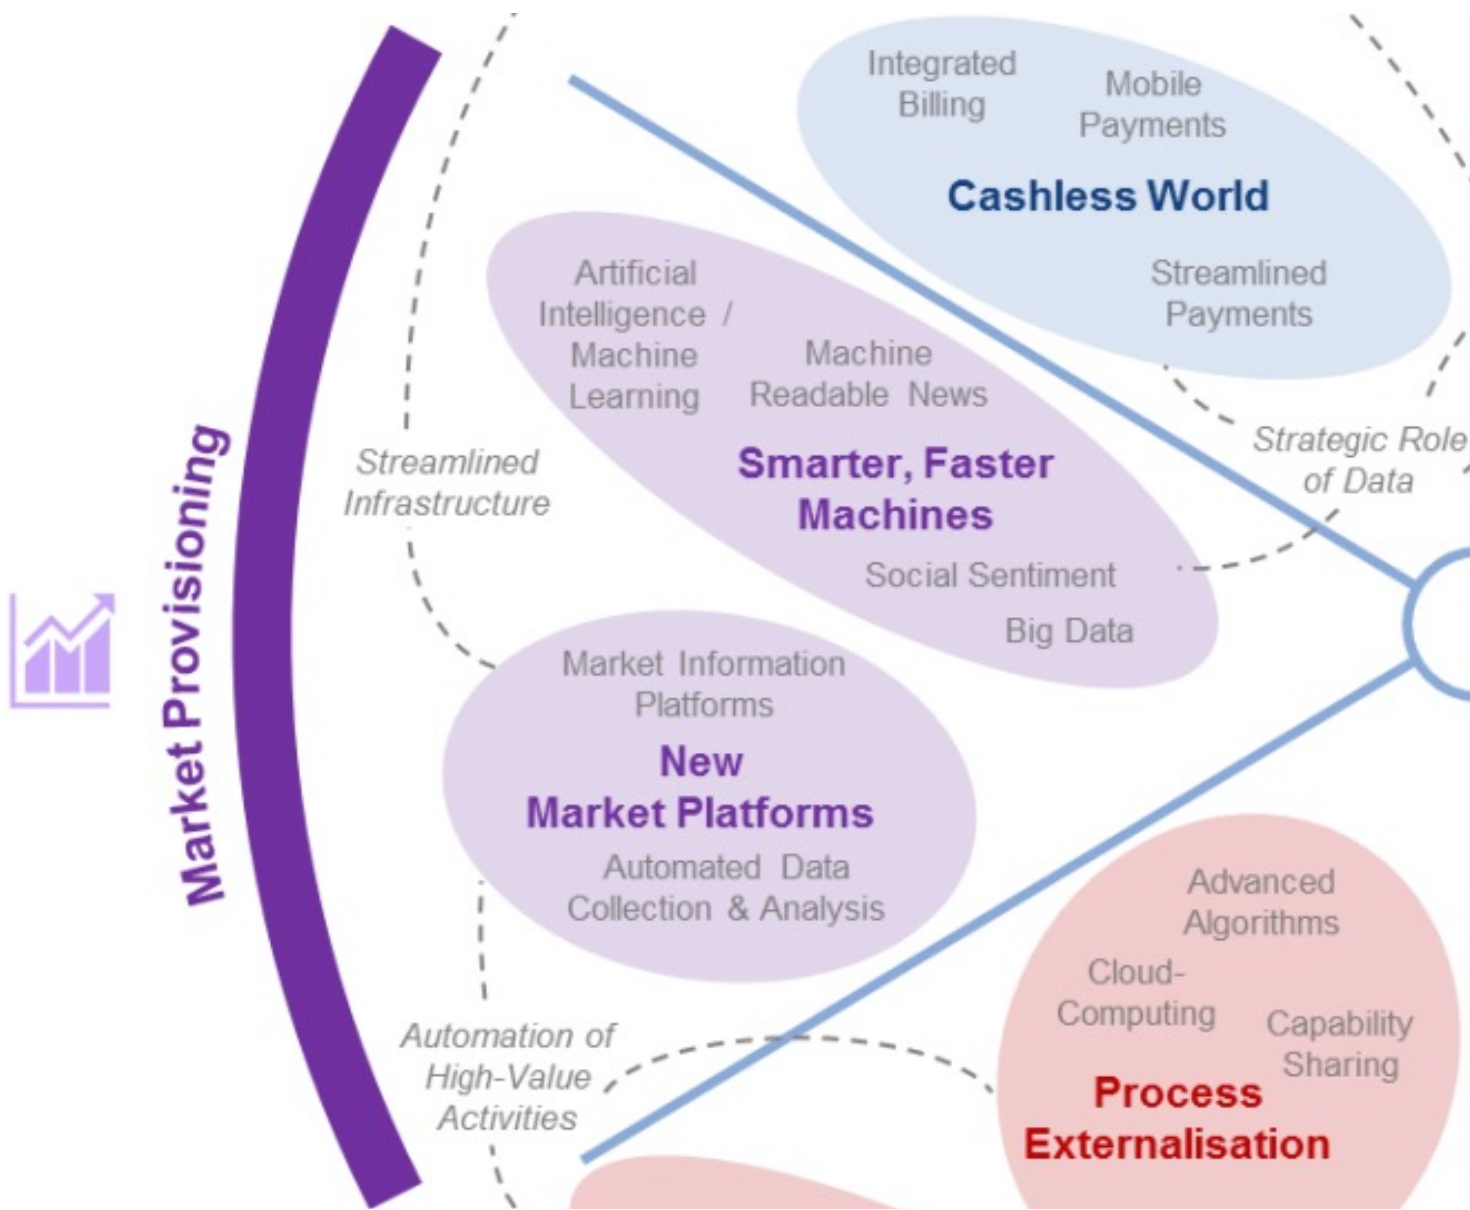 Integrated
Billing
Mobile
Payments
Cashless World
Streamlined
Payments
Artificial
Intelligence /
Machine
Learning
Machine
Readable News
Smarter, Faster
Machines
Social Sentiment
Big Data
Strategic Role
of Data
Streamlined
Infrastructure
Market Provisioning
Market Information
Platforms
New
Market Platforms
Automated Data
Collection & Analysis
Automation of
High-Value
Activities
Advanced
Algorithms
Cloud-
Computing
Capability
Sharing
Process
Externalisation